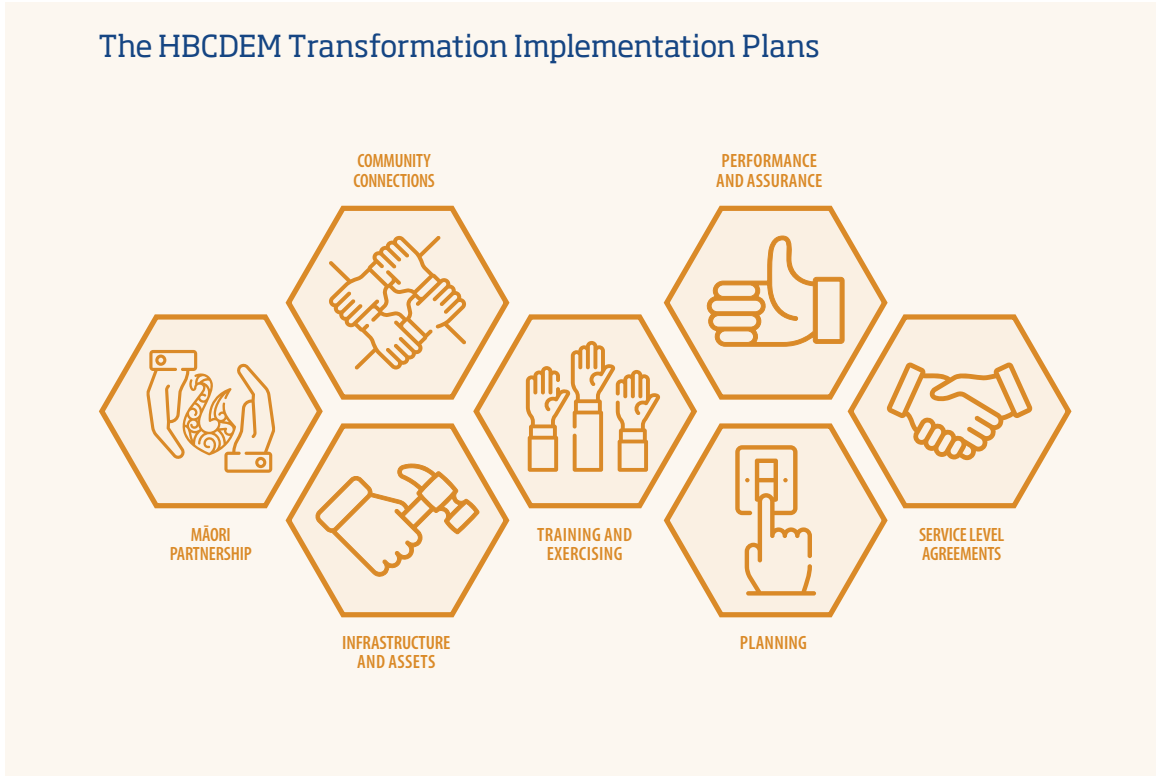 The HBCDEM Transformation Implementation Plans
COMMUNITY
CONNECTIONS
PERFORMANCE
AND ASSURANCE
MĀORI
PARTNERSHIP
TRAINING AND
EXERCISING
SERVICE LEVEL
AGREEMENTS
INFRASTRUCTURE
AND ASSETS
PLANNING